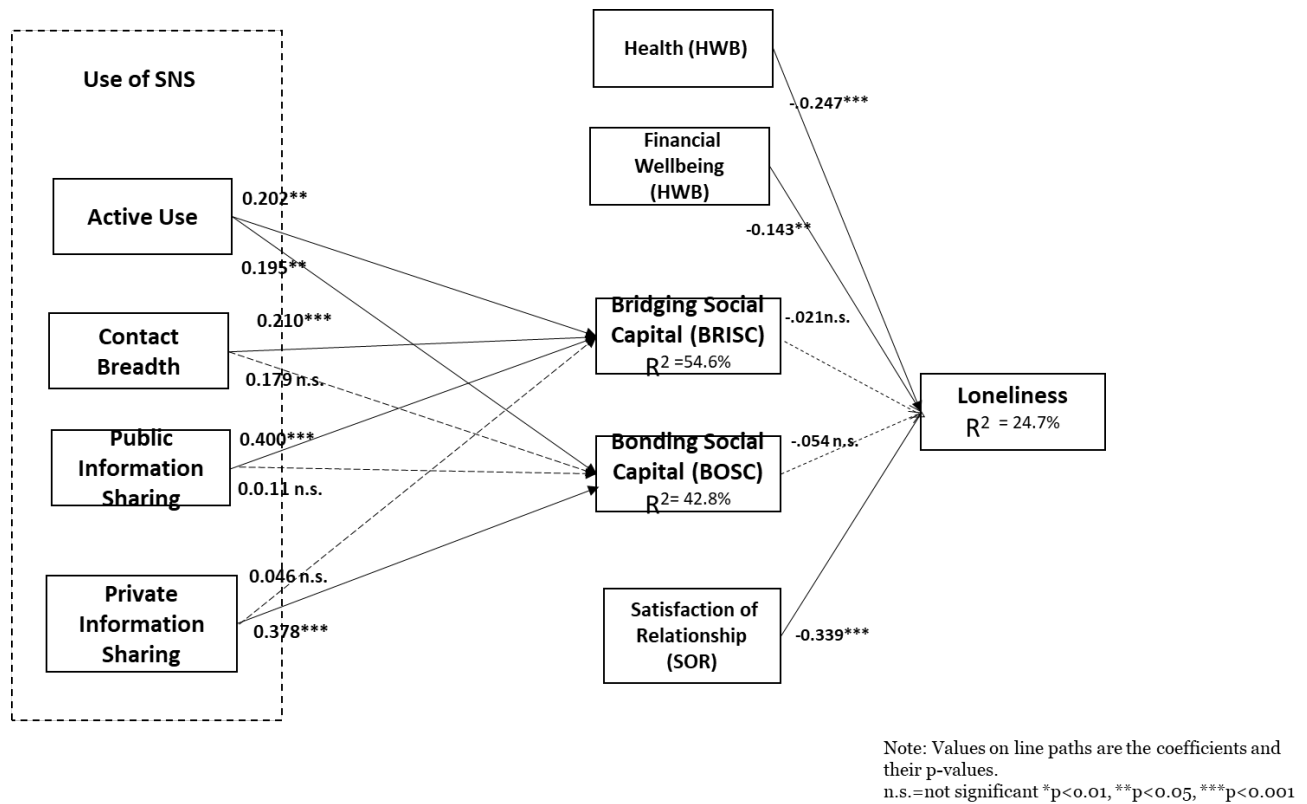 Use of SNS
Active Use
Contact
Breadth
Public
Information
Sharing
Private
Information
Sharing
0.202**
0.195**
0.210***
0.179 n.s.
0.400***
0.0.11 n.s.
0.046 n.s.
0.378***
Health (HWB)
Financial
Wellbeing
(HWB)
Bridging Social
Capital (BRISC)
R² =54.6%
Bonding Social
Capital (BOSC)
R²= 42.8%
Satisfaction of
Relationship
(SOR)
-.0.247***
-0.143**
-.021n.s.
-.054 n.s.
-0.339***
Loneliness
R² = 24.7%
Note: Values on line paths are the coefficients and
their p-values.
n.s.=not significant *p<0.01, **p<0.05, ***p<0.001